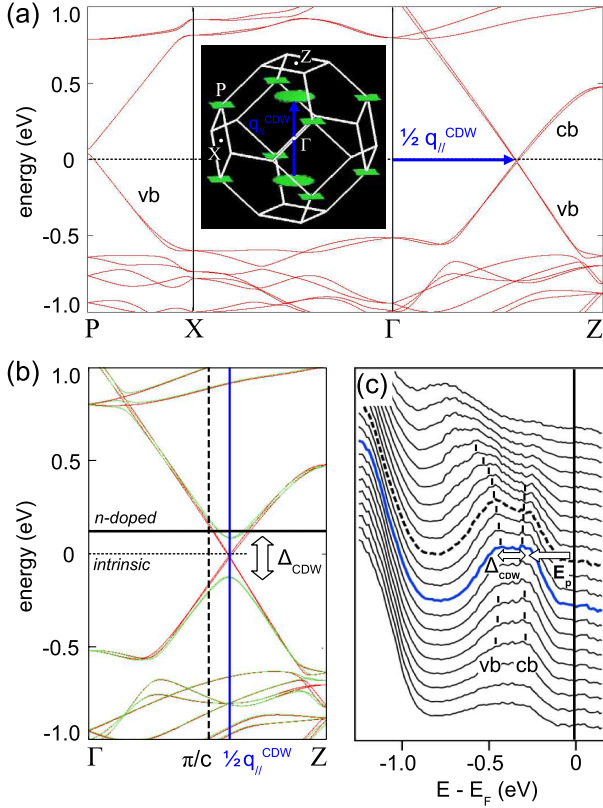 (a)
1.0
0.5
0
-0.5
-1.0
energy (eV)
vb
P
Z
X
Γ
q//CDW
½ q//CDW
cb
vb
P X Γ Z
(b)
1.0
0.5
0
-0.5
-1.0
energy (eV)
n-doped
intrinsic
ΔCDW
Γ π/c ½ q//CDW Z
(c)
ΔCDW
Ep
vb cb
-1.0 -0.5 0
E - EF (eV)